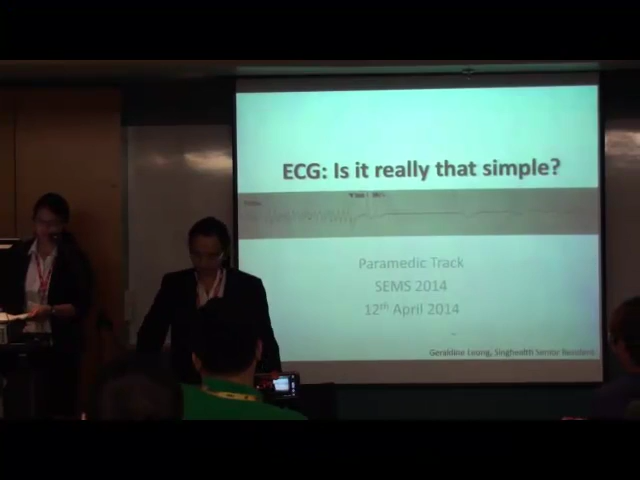 ECG: Is it really that simple?
Paramedic Track
SEMS 2014
12th April 2014
Geraldine Leong, Singhealth Senior Resident